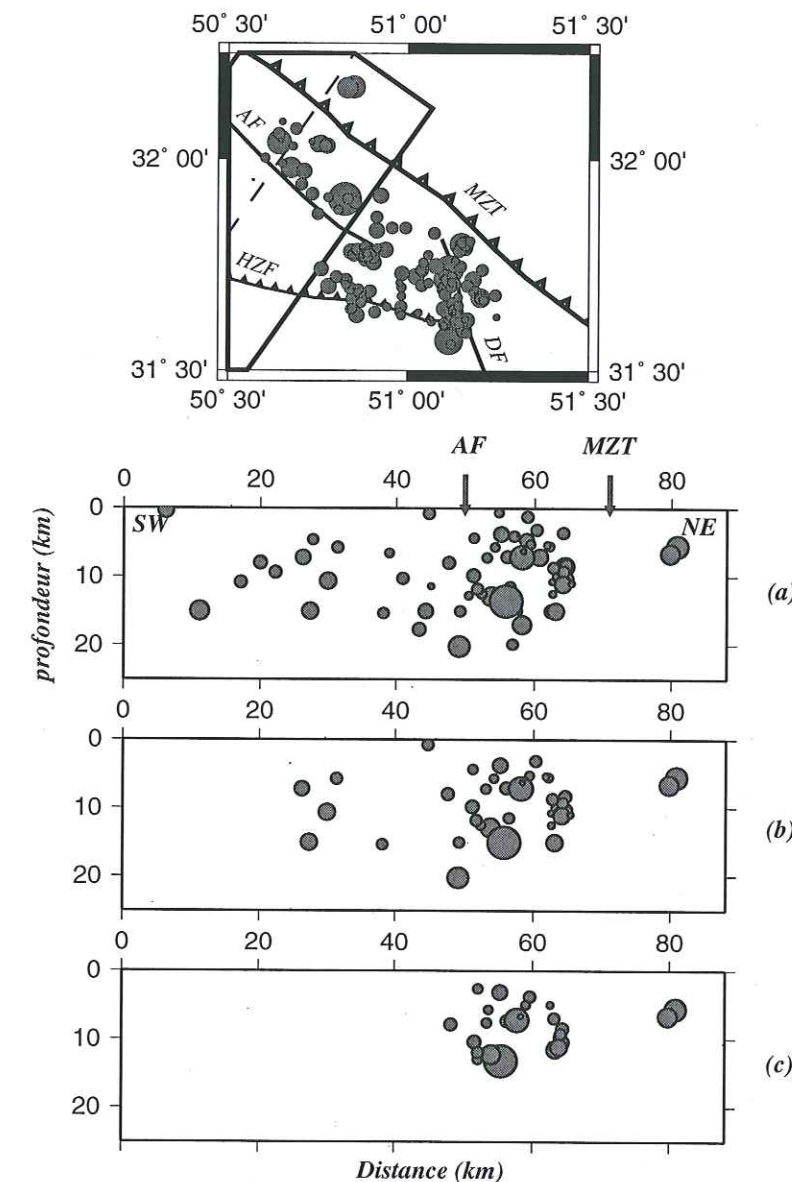 50˚ 30' 51˚ 00' 51˚ 30'
AF
32˚ 00' 32˚ 00'
MZT
HZF
DF
31˚ 30' 31˚ 30'
50˚ 30' 51˚ 00' 51˚ 30'
AF MZT
0 20 40 60 80
0
SW NE
10
(a)
20
profondeur (km)
0 20 40 60 80
0
10
(b)
20
0 20 40 60 80
0
10
(c)
20
Distance (km)